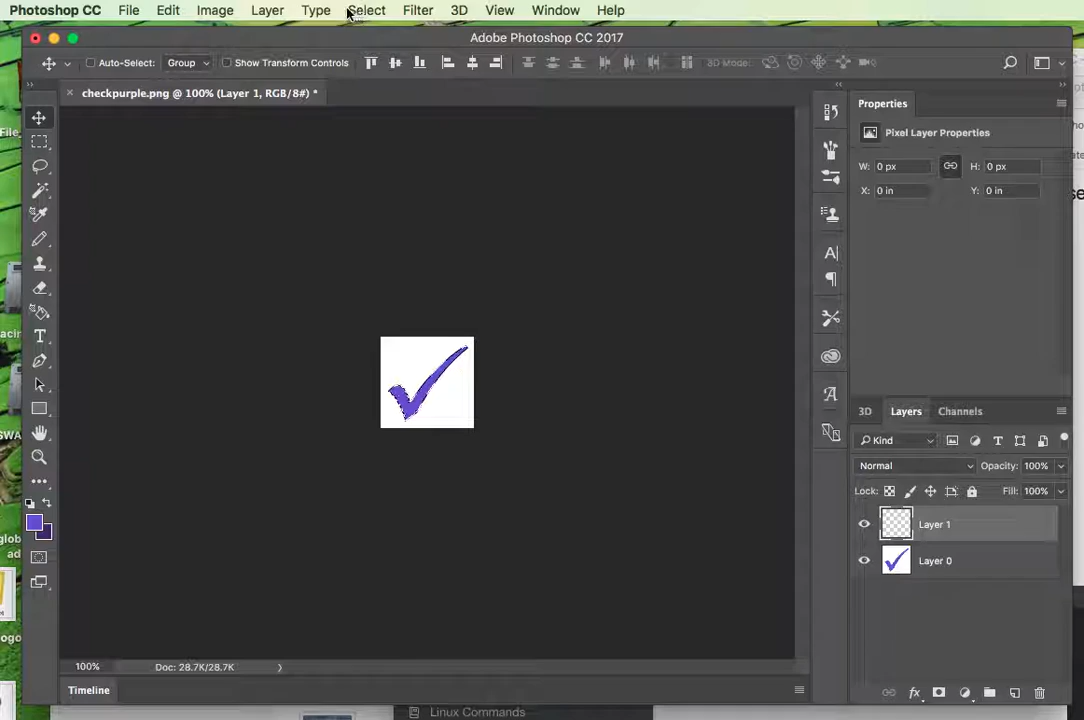 Photoshop CC File Edit Image Layer Type Select Filter 3D View Window Help
Adobe Photoshop CC 2017
Auto-Select: Group Show Transform Controls 3D Mode:
checkpurple.png @ 100% (Layer 1, RGB/8#) *
Properties
Pixel Layer Properties
W: 0 px H: 0 px
X: 0 in Y: 0 in
3D Layers Channels
Kind
Normal Opacity: 100%
Lock: Fill: 100%
Layer 1
Layer 0
100% Doc: 28.7K/28.7K
Timeline
Linux Commands